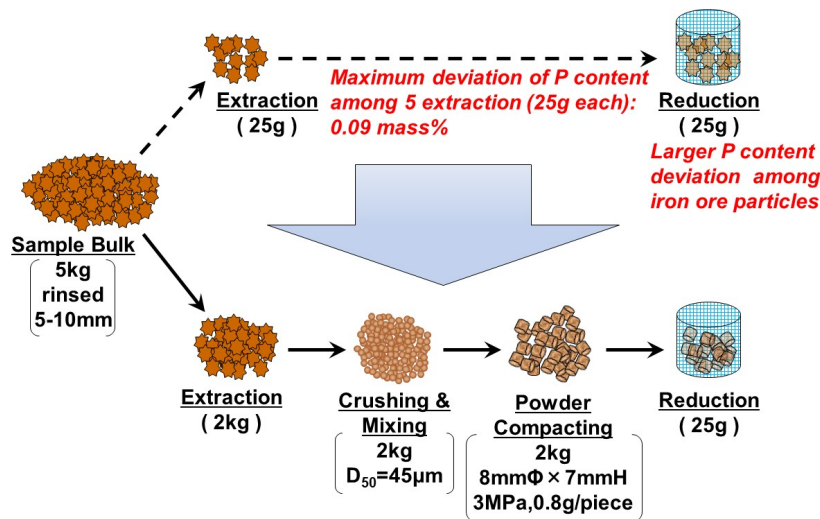 Extraction
( 25g )
Maximum deviation of P content
among 5 extraction (25g each):
0.09 mass%
Reduction
( 25g )
Larger P content
deviation among
iron ore particles
Sample Bulk
5kg
rinsed
5-10mm
Extraction
( 2kg )
Crushing &
Mixing
2kg
D50=45μm
Powder
Compacting
2kg
8mmΦ × 7mmH
3MPa,0.8g/piece
Reduction
( 25g )